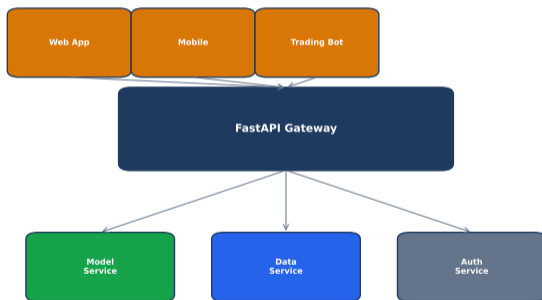 Web App
Mobile
Trading Bot
FastAPI Gateway
Model
Service
Data
Service
Auth
Service